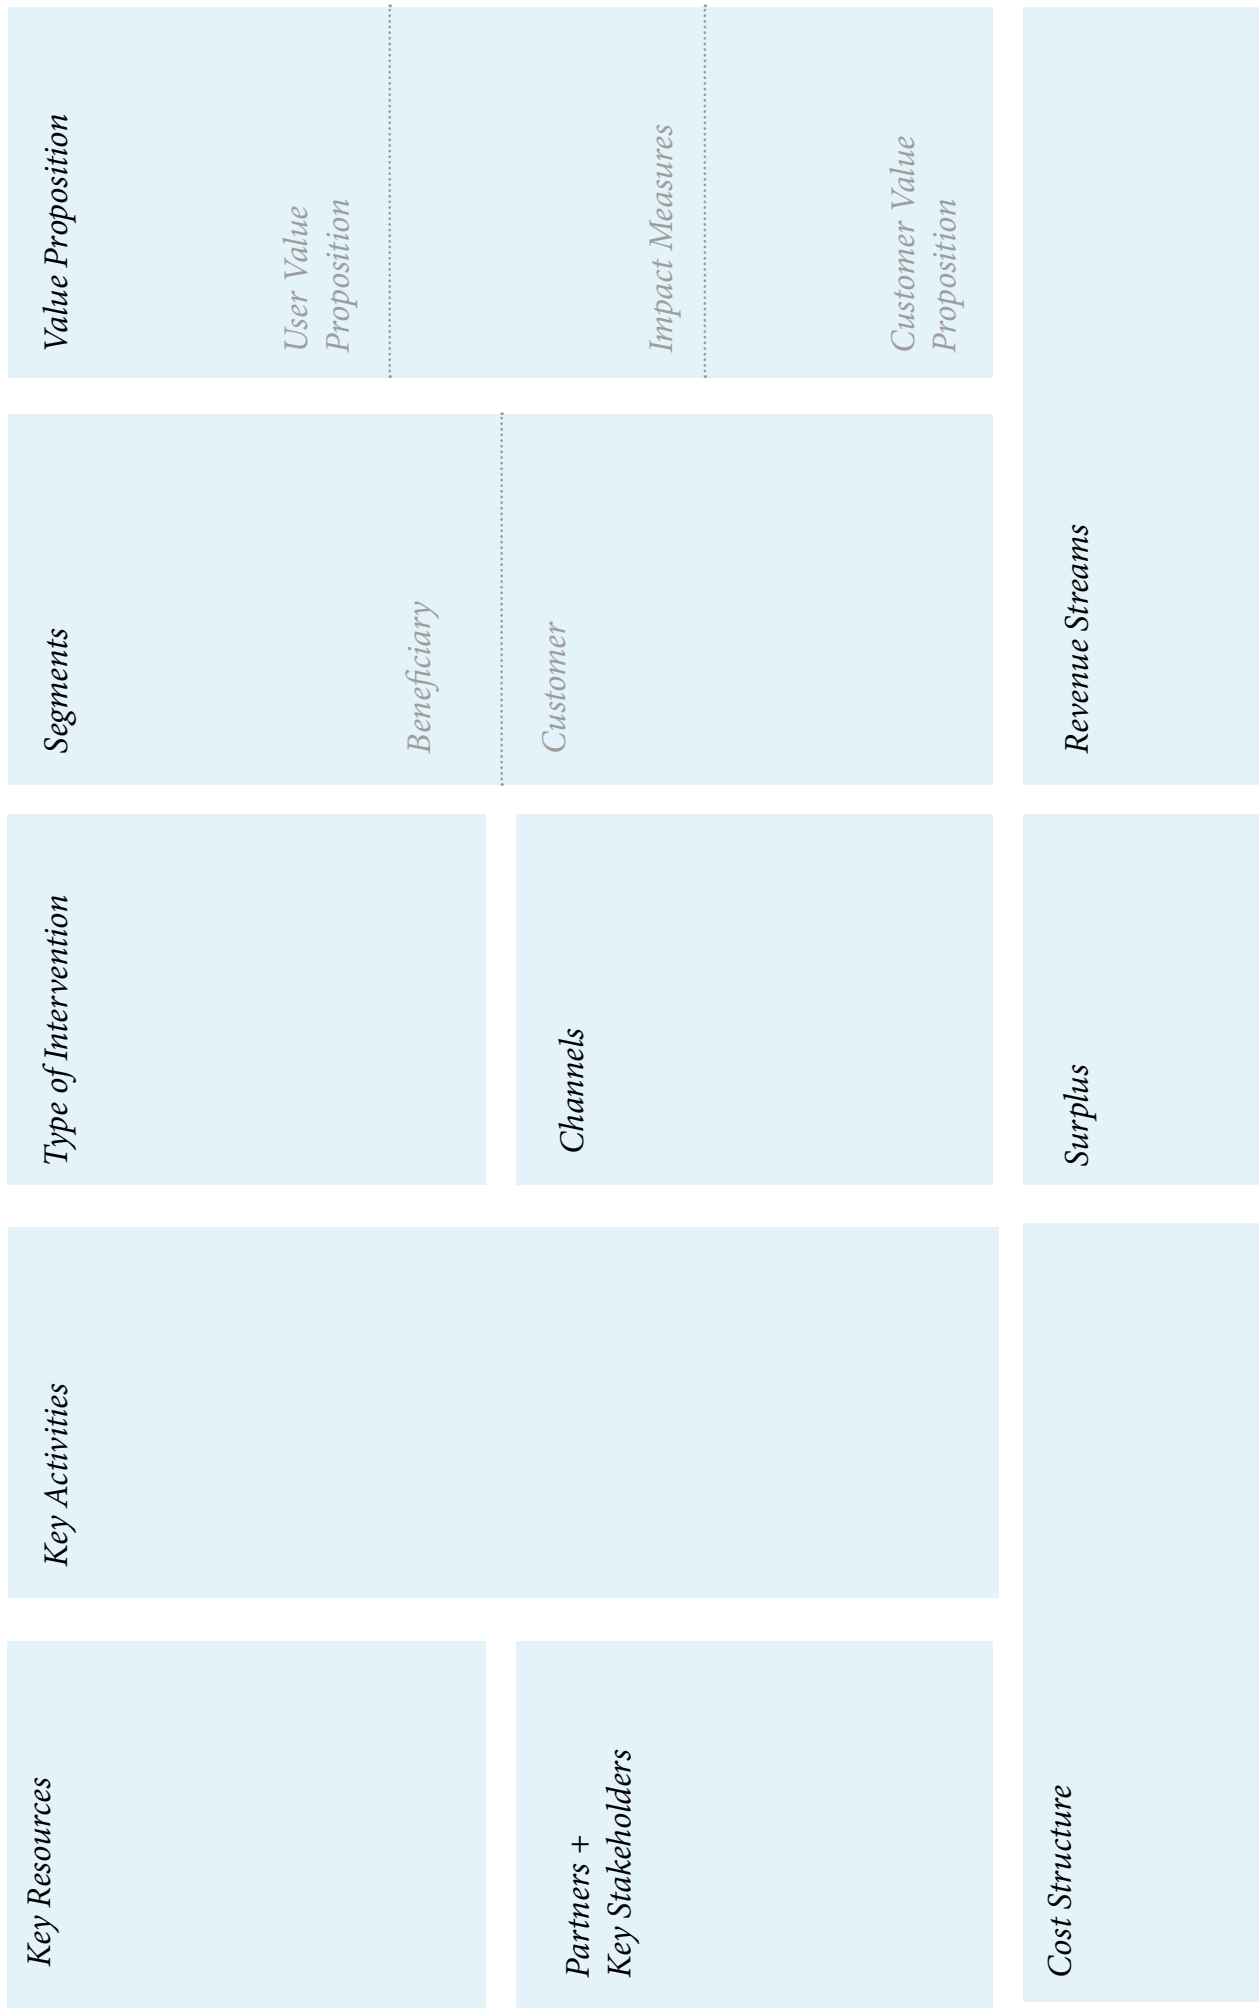 Key Resources
Partners +
Key Stakeholders
Key Activities
Type of Intervention
Channels
Segments
Beneficiary
Customer
Value Proposition
User Value
Proposition
Impact Measures
Customer Value
Proposition
Cost Structure
Surplus
Revenue Streams